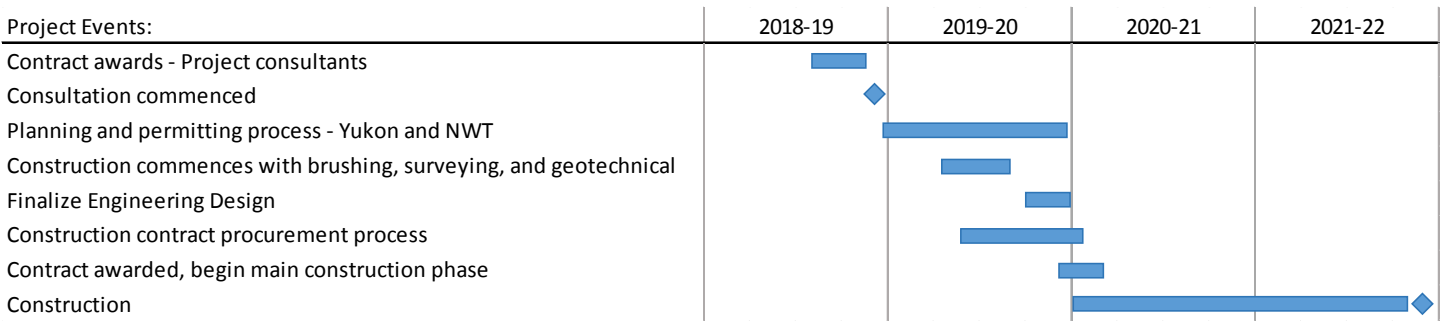 Project Events: 2018-19 2019-20 2020-21 2021-22
Contract awards - Project consultants
Consultation commenced
Planning and permitting process - Yukon and NWT
Construction commences with brushing, surveying, and geotechnical
Finalize Engineering Design
Construction contract procurement process
Contract awarded, begin main construction phase
Construction